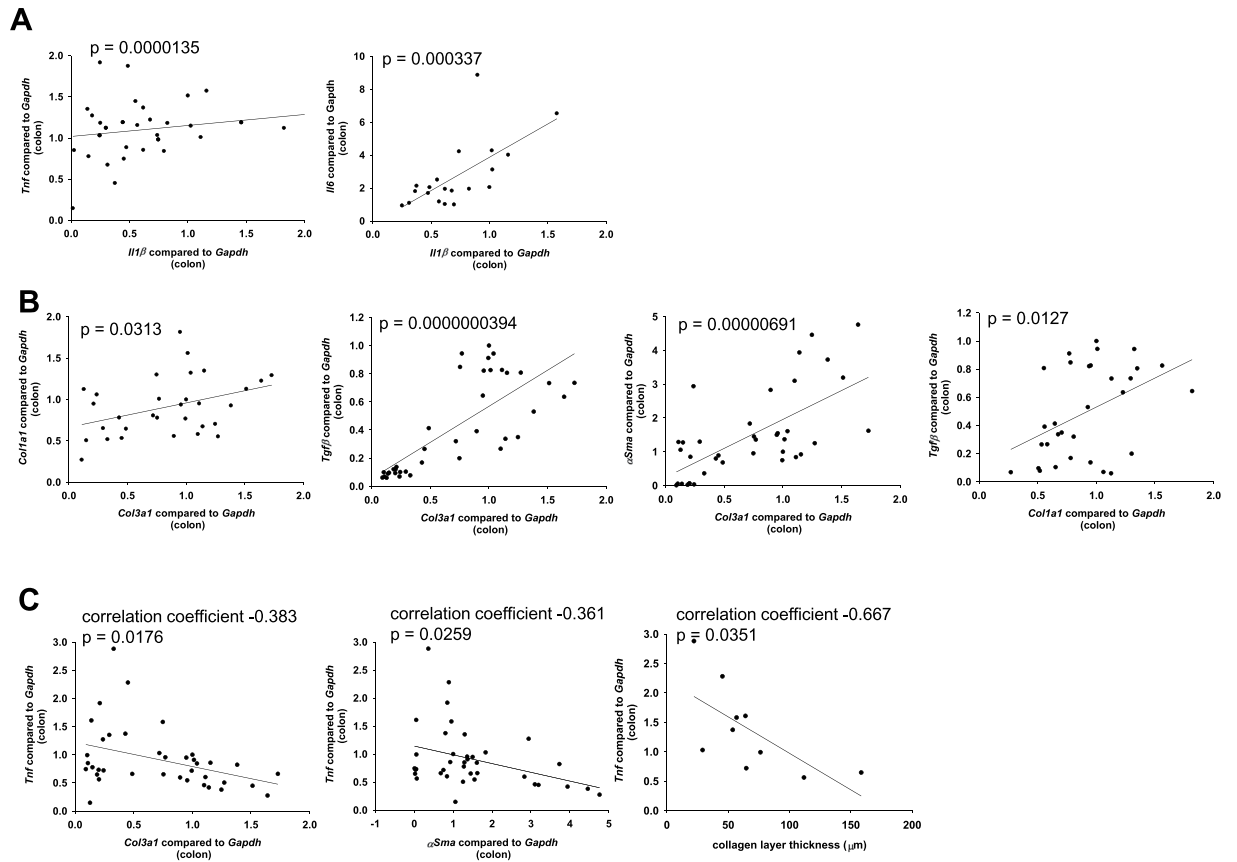 A
p = 0.0000135
Tnf compared to Gapdh
(colon)
2.0
1.5
1.0
0.5
0.0
0.0 0.5 1.0 1.5 2.0
Il1β compared to Gapdh
(colon)
p = 0.000337
Il6 compared to Gapdh
(colon)
10
8
6
4
2
0
0.0 0.5 1.0 1.5 2.0
Il1β compared to Gapdh
(colon)
B
p = 0.0313
Col1a1 compared to Gapdh
(colon)
2.0
1.5
1.0
0.5
0.0
0.0 0.5 1.0 1.5 2.0
Col3a1 compared to Gapdh
(colon)
p = 0.0000000394
Tgfβ compared to Gapdh
(colon)
1.2
1.0
0.8
0.6
0.4
0.2
0.0
0.0 0.5 1.0 1.5 2.0
Col3a1 compared to Gapdh
(colon)
p = 0.00000691
αSma compared to Gapdh
(colon)
5
4
3
2
1
0
0.0 0.5 1.0 1.5 2.0
Col3a1 compared to Gapdh
(colon)
p = 0.0127
Tgfβ compared to Gapdh
(colon)
1.2
1.0
0.8
0.6
0.4
0.2
0.0
0.0 0.5 1.0 1.5 2.0
Col1a1 compared to Gapdh
(colon)
C
correlation coefficient -0.383
p = 0.0176
Tnf compared to Gapdh
(colon)
3.0
2.5
2.0
1.5
1.0
0.5
0.0
0.0 0.5 1.0 1.5 2.0
Col3a1 compared to Gapdh
(colon)
correlation coefficient -0.361
p = 0.0259
Tnf compared to Gapdh
(colon)
3.0
2.5
2.0
1.5
1.0
0.5
0.0
-1 0 1 2 3 4 5
αSma compared to Gapdh
(colon)
correlation coefficient -0.667
p = 0.0351
Tnf compared to Gapdh
(colon)
3.0
2.5
2.0
1.5
1.0
0.5
0.0
0 50 100 150 200
collagen layer thickness (μm)